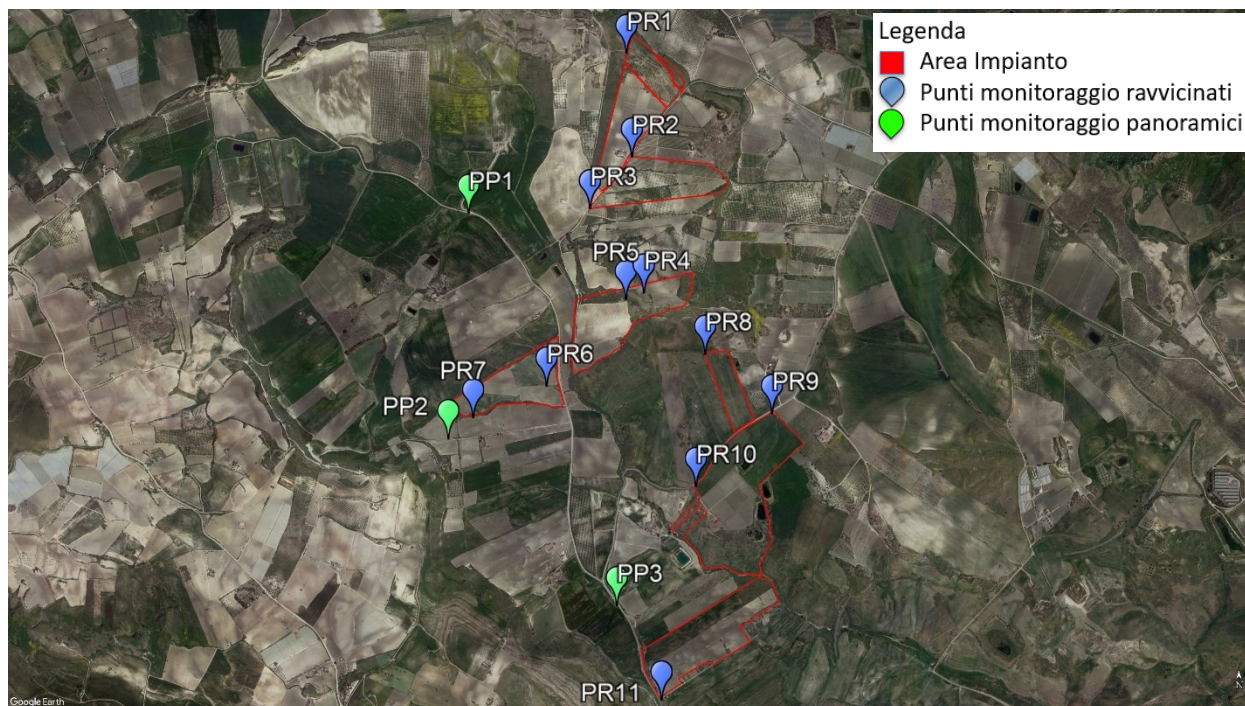 Legenda
Area Impianto
Punti monitoraggio ravvicinati
Punti monitoraggio panoramici
PR1
PR2
PR3
PP1
PR5
PR4
PR8
PR6
PR7
PR9
PP2
PR10
PP3
PR11
Google Earth
N